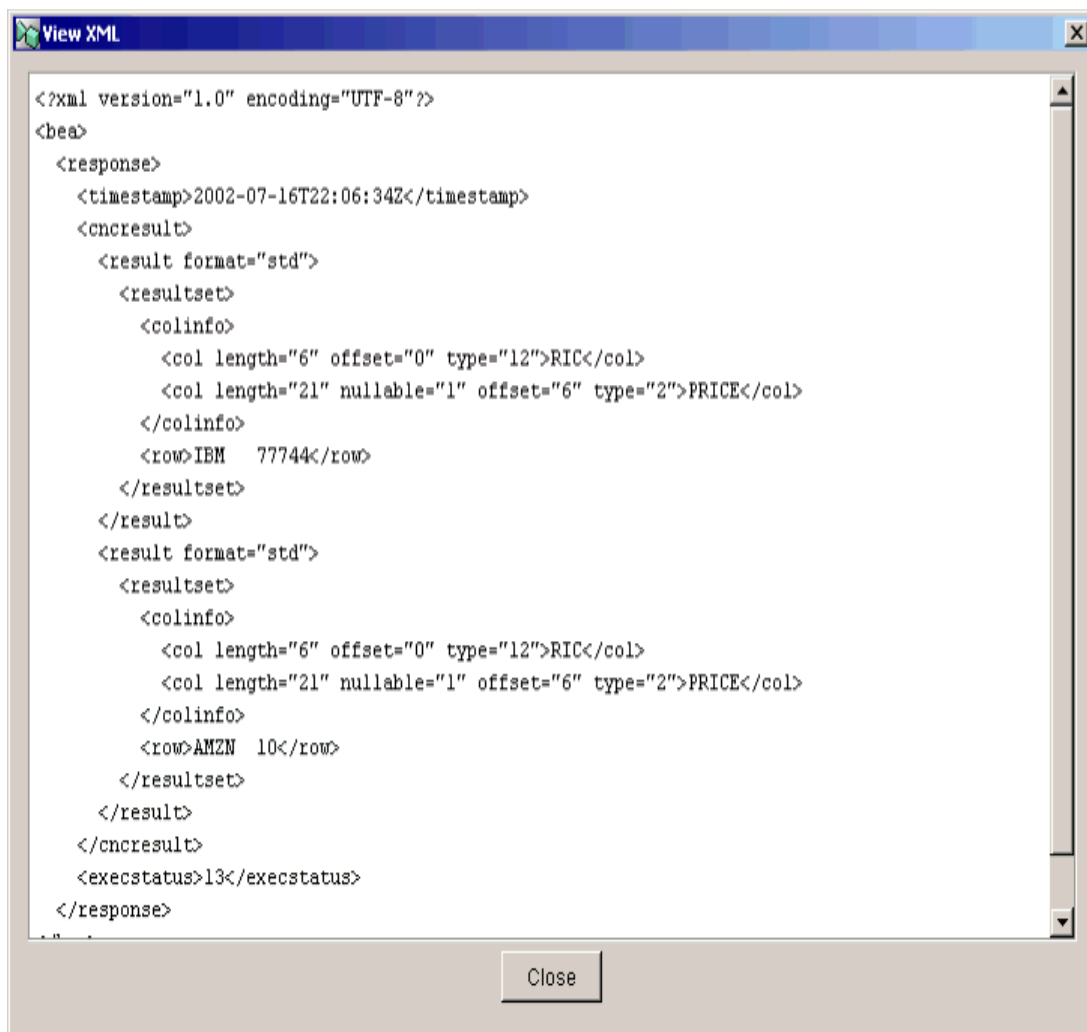 View XML
<?xml version="1.0" encoding="UTF-8"?>
<bea>
  <response>
    <timestamp>2002-07-16T22:06:34Z</timestamp>
    <cncresult>
      <result format="std">
        <resultset>
          <colinfo>
            <col length="6" offset="0" type="12">RIC</col>
            <col length="21" nullable="1" offset="6" type="2">PRICE</col>
          </colinfo>
          <row>IBM   77744</row>
        </resultset>
      </result>
      <result format="std">
        <resultset>
          <colinfo>
            <col length="6" offset="0" type="12">RIC</col>
            <col length="21" nullable="1" offset="6" type="2">PRICE</col>
          </colinfo>
          <row>AMZN  10</row>
        </resultset>
      </result>
    </cncresult>
    <execstatus>13</execstatus>
  </response>
Close